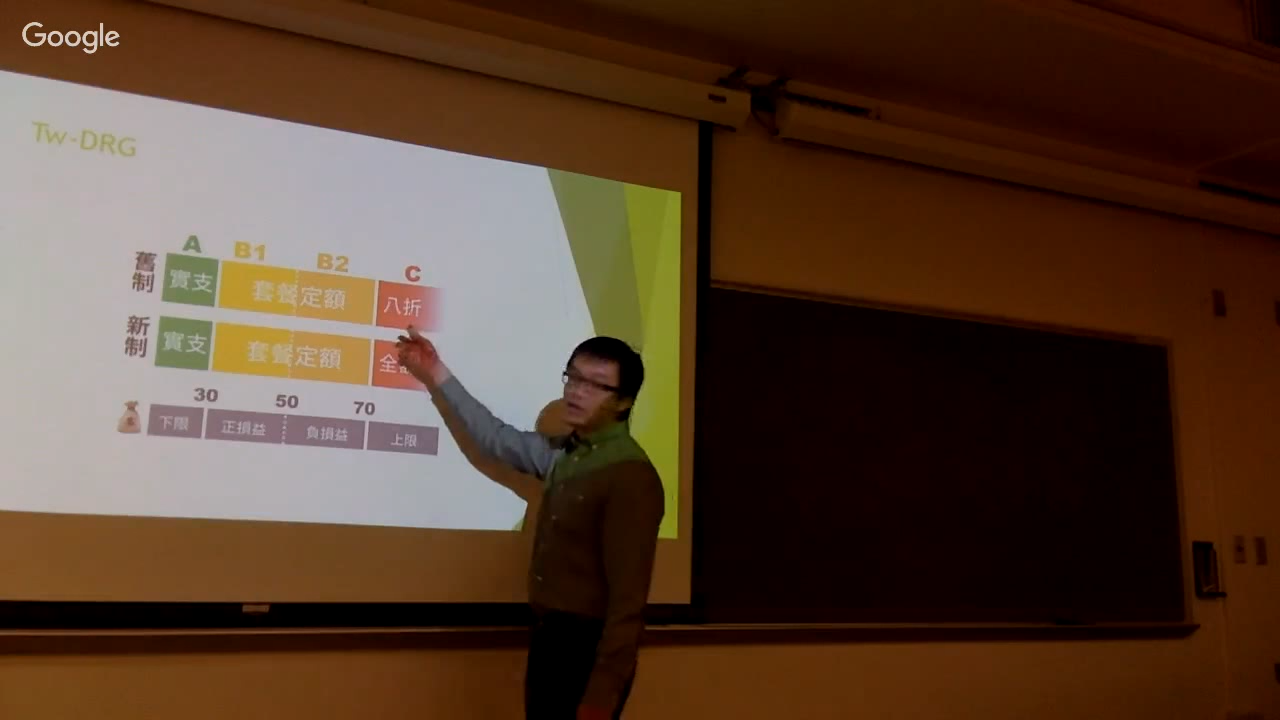 Google
Tw-DRG
A B1 B2 C
舊制 實支 套餐定額 八折
新制 實支 套餐定額 全
30 50 70
下限 正損益 負損益 上限